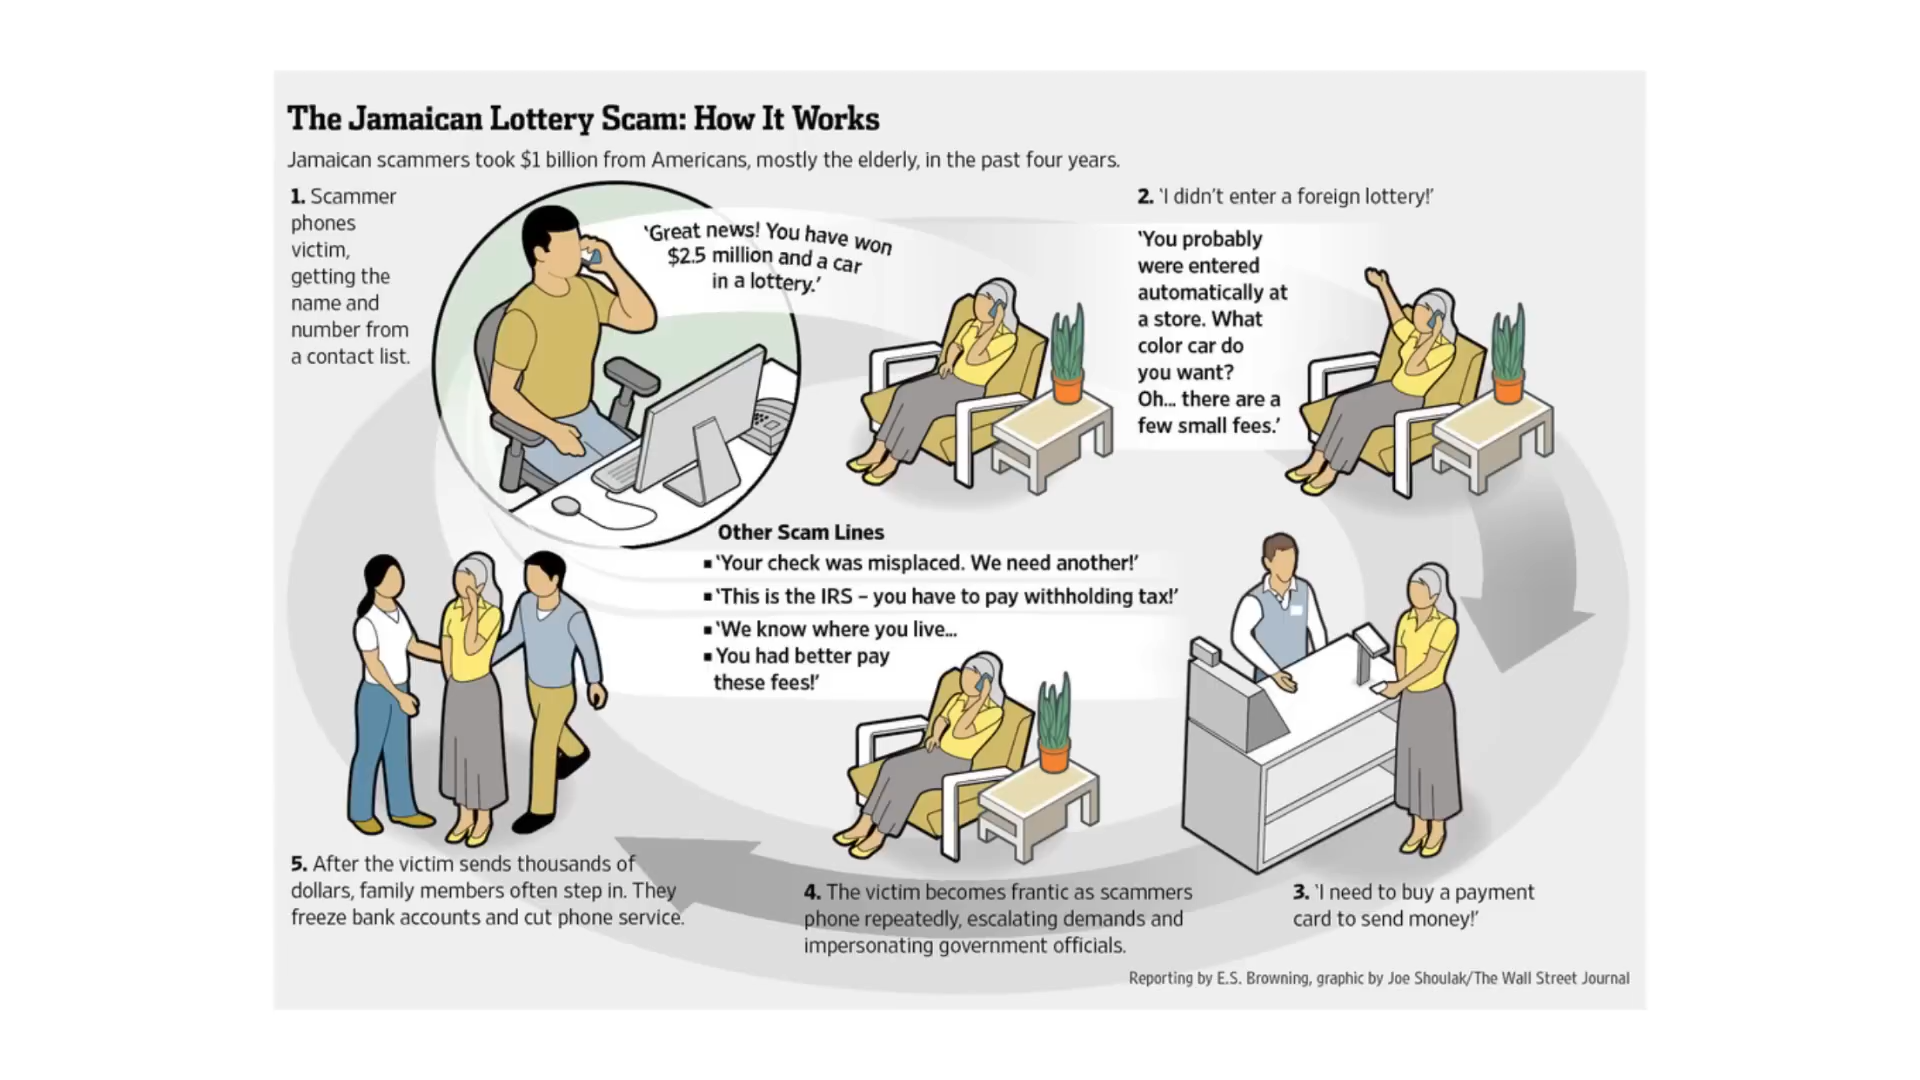 The Jamaican Lottery Scam: How It Works
Jamaican scammers took $1 billion from Americans, mostly the elderly, in the past four years.
1. Scammer
phones
victim,
getting the
name and
number from
a contact list.
‘Great news! You have won
$2.5 million and a car
in a lottery.’
2. ‘I didn’t enter a foreign lottery!’
‘You probably
were entered
automatically at
a store. What
color car do
you want?
Oh... there are a
few small fees.’
Other Scam Lines
▪ ‘Your check was misplaced. We need another!’
▪ ‘This is the IRS – you have to pay withholding tax!’
▪ ‘We know where you live...
▪ You had better pay
these fees!’
3. ‘I need to buy a payment
card to send money!’
4. The victim becomes frantic as scammers
phone repeatedly, escalating demands and
impersonating government officials.
5. After the victim sends thousands of
dollars, family members often step in. They
freeze bank accounts and cut phone service.
Reporting by E.S. Browning, graphic by Joe Shoulak/The Wall Street Journal